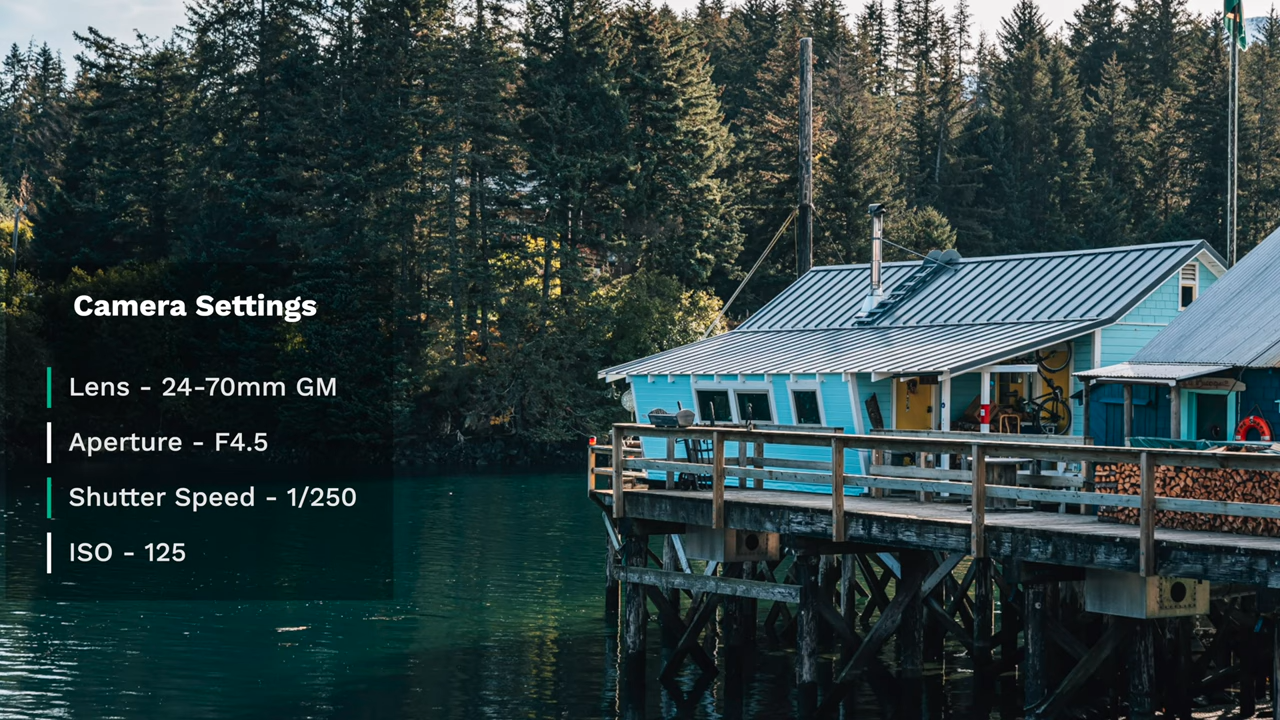 Camera Settings
Lens - 24-70mm GM
Aperture - F4.5
Shutter Speed - 1/250
ISO - 125